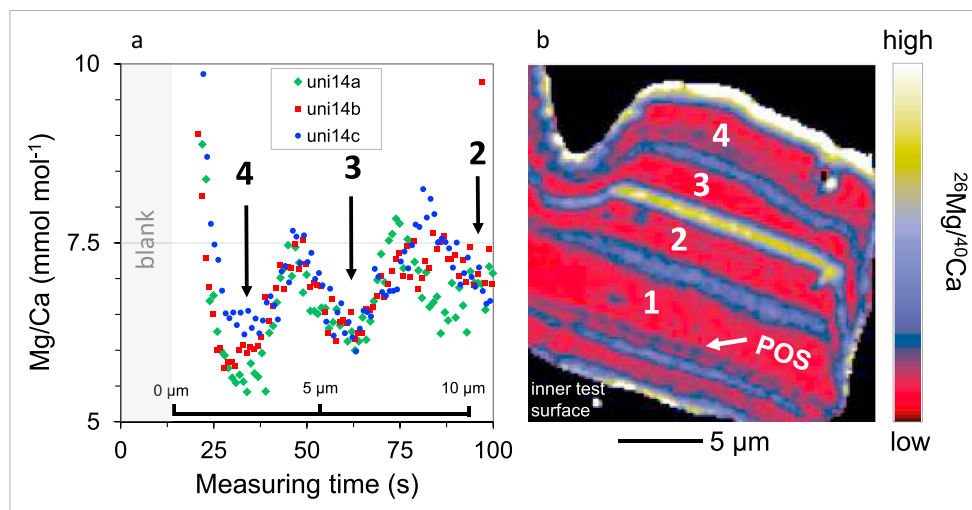 a
Mg/Ca (mmol mol⁻¹)
10
7.5
5
blank
uni14a
uni14b
uni14c
4
3
2
0 µm
5 µm
10 µm
0
25
50
75
100
Measuring time (s)
b
4
3
2
1
POS
inner test
surface
5 µm
high
²⁶Mg/⁴⁰Ca
low